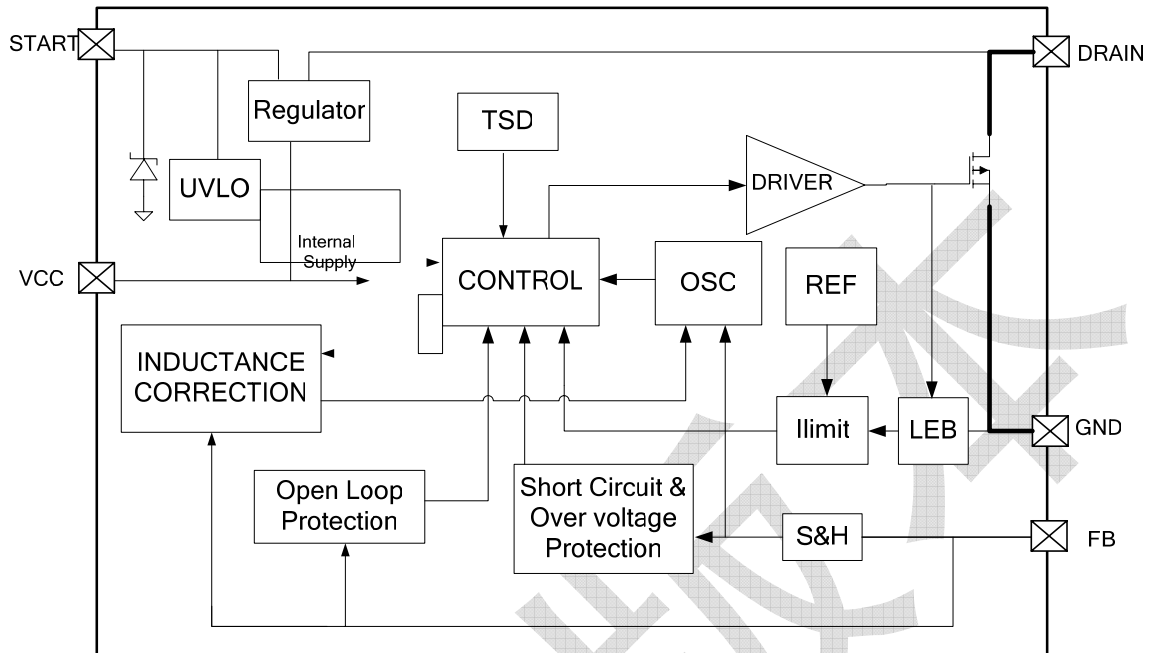 START
DRAIN
Regulator
TSD
DRIVER
UVLO
Internal
Supply
VCC
CONTROL
OSC
REF
INDUCTANCE
CORRECTION
Ilimit
LEB
GND
Open Loop
Protection
Short Circuit &
Over voltage
Protection
S&H
FB